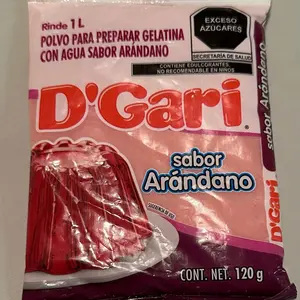 Rinde 1 L
POLVO PARA PREPARAR GELATINA
CON AGUA SABOR ARÁNDANO
EXCESO
AZÚCARES
SECRETARÍA DE SALUD
CONTIENE EDULCORANTES,
NO RECOMENDABLE EN NIÑOS
D'Gari
sabor
Arándano
CONT. NET. 120 g
D'Gari
sabor Arándano